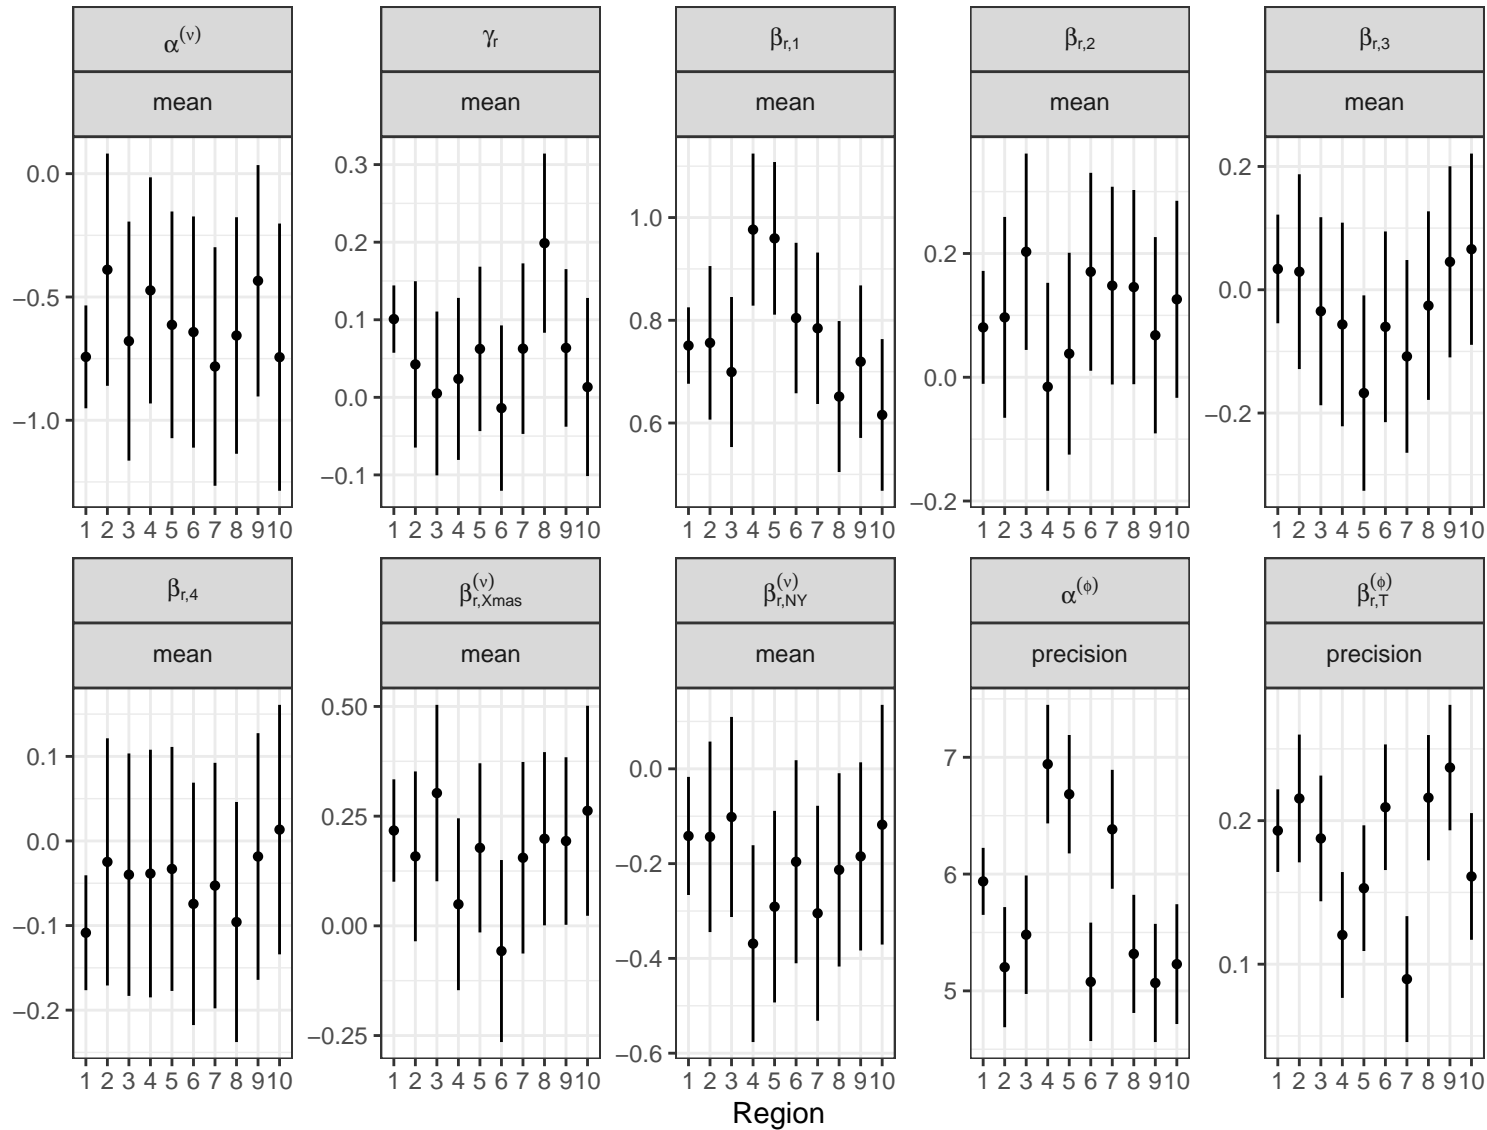 α(ν) γr βr,1 βr,2 βr,3
mean mean mean mean mean
0.0 −0.5 −1.0
0.3 0.2 0.1 0.0 −0.1
1.0 0.8 0.6
0.2 0.0 −0.2
0.2 0.0 −0.2
1 2 3 4 5 6 7 8 9 10 1 2 3 4 5 6 7 8 9 10 1 2 3 4 5 6 7 8 9 10 1 2 3 4 5 6 7 8 9 10 1 2 3 4 5 6 7 8 9 10
βr,4 β(ν)r,Xmas β(ν)r,NY α(ϕ) β(ϕ)r,T
mean mean mean precision precision
0.1 0.0 −0.1 −0.2
0.50 0.25 0.00 −0.25
0.0 −0.2 −0.4 −0.6
7 6 5
0.2 0.1
1 2 3 4 5 6 7 8 9 10 1 2 3 4 5 6 7 8 9 10 1 2 3 4 5 6 7 8 9 10 1 2 3 4 5 6 7 8 9 10 1 2 3 4 5 6 7 8 9 10
Region